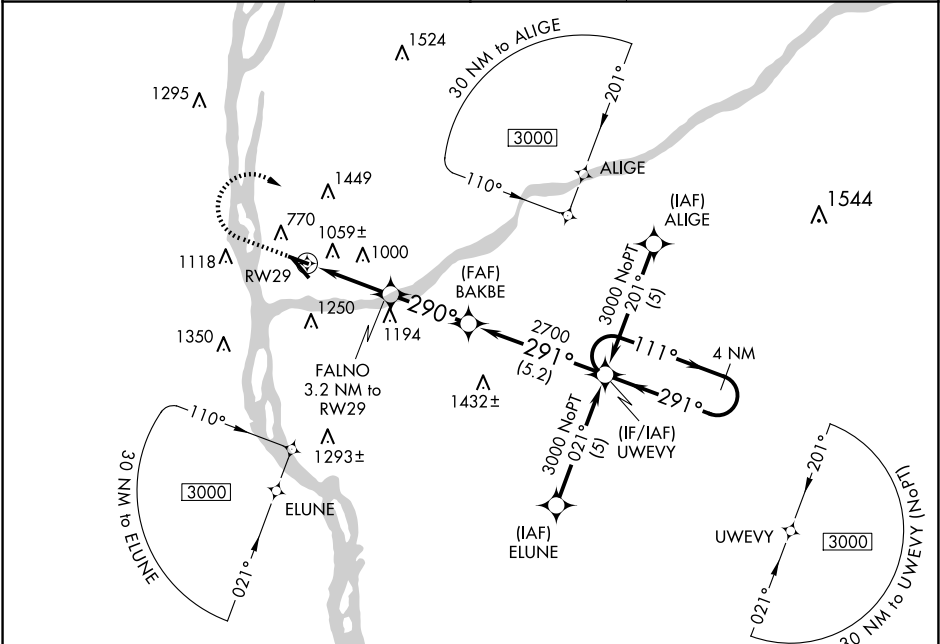 1524
30 NM to ALIGE
201°
1295
3000
ALIGE
110°
1449
(IAF)
ALIGE
1544
770
1059±
1000
1118
RW29
(FAF)
BAKBE
3000 NoPT
201°
(5)
1250
290°
1194
2700
291°
(5.2)
111°
4 NM
1350
FALNO
3.2 NM to
RW29
1432±
291°
(IF/IAF)
UWEVY
3000 NoPT
021°
(5)
110°
1293±
30 NM to ELUNE
3000
ELUNE
021°
(IAF)
ELUNE
201°
UWEVY
3000
021°
30 NM to UWEVY (NoPT)